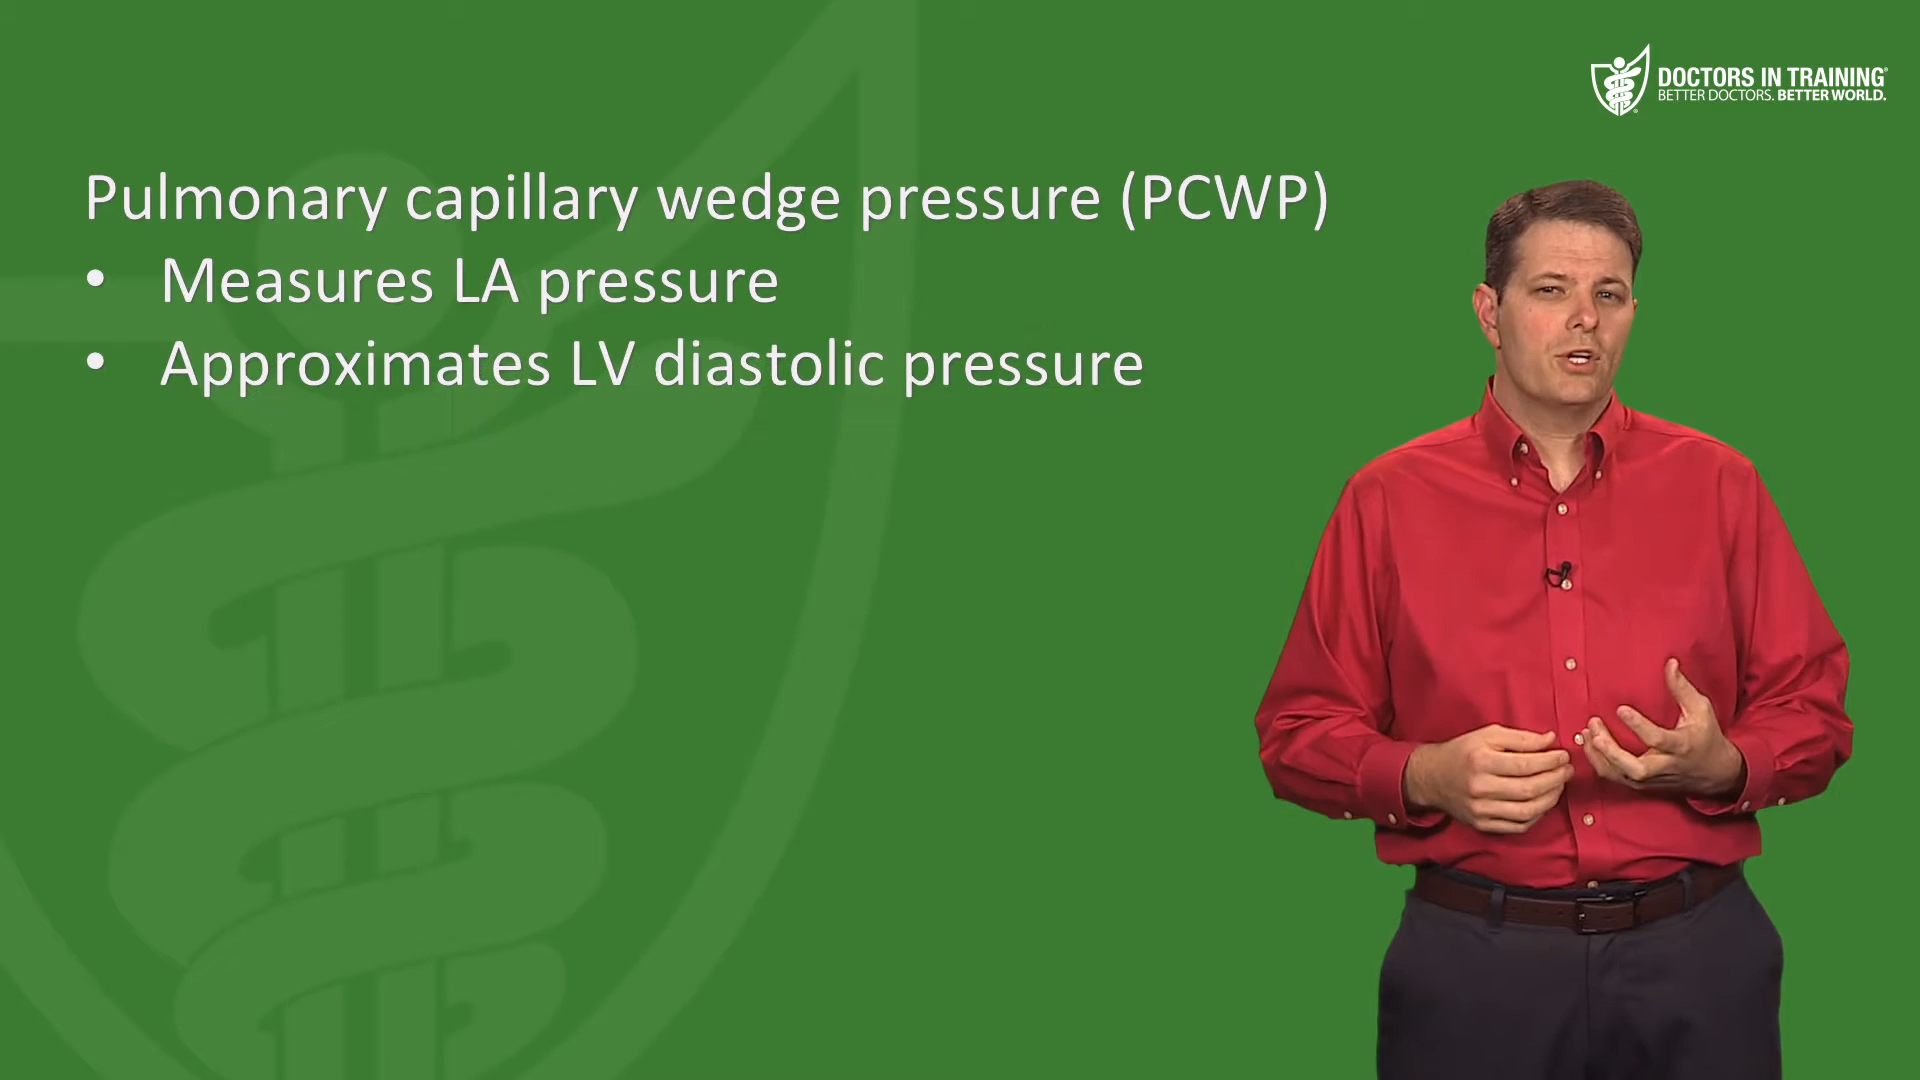 DOCTORS IN TRAINING®
BETTER DOCTORS. BETTER WORLD.
Pulmonary capillary wedge pressure (PCWP)
• Measures LA pressure
• Approximates LV diastolic pressure